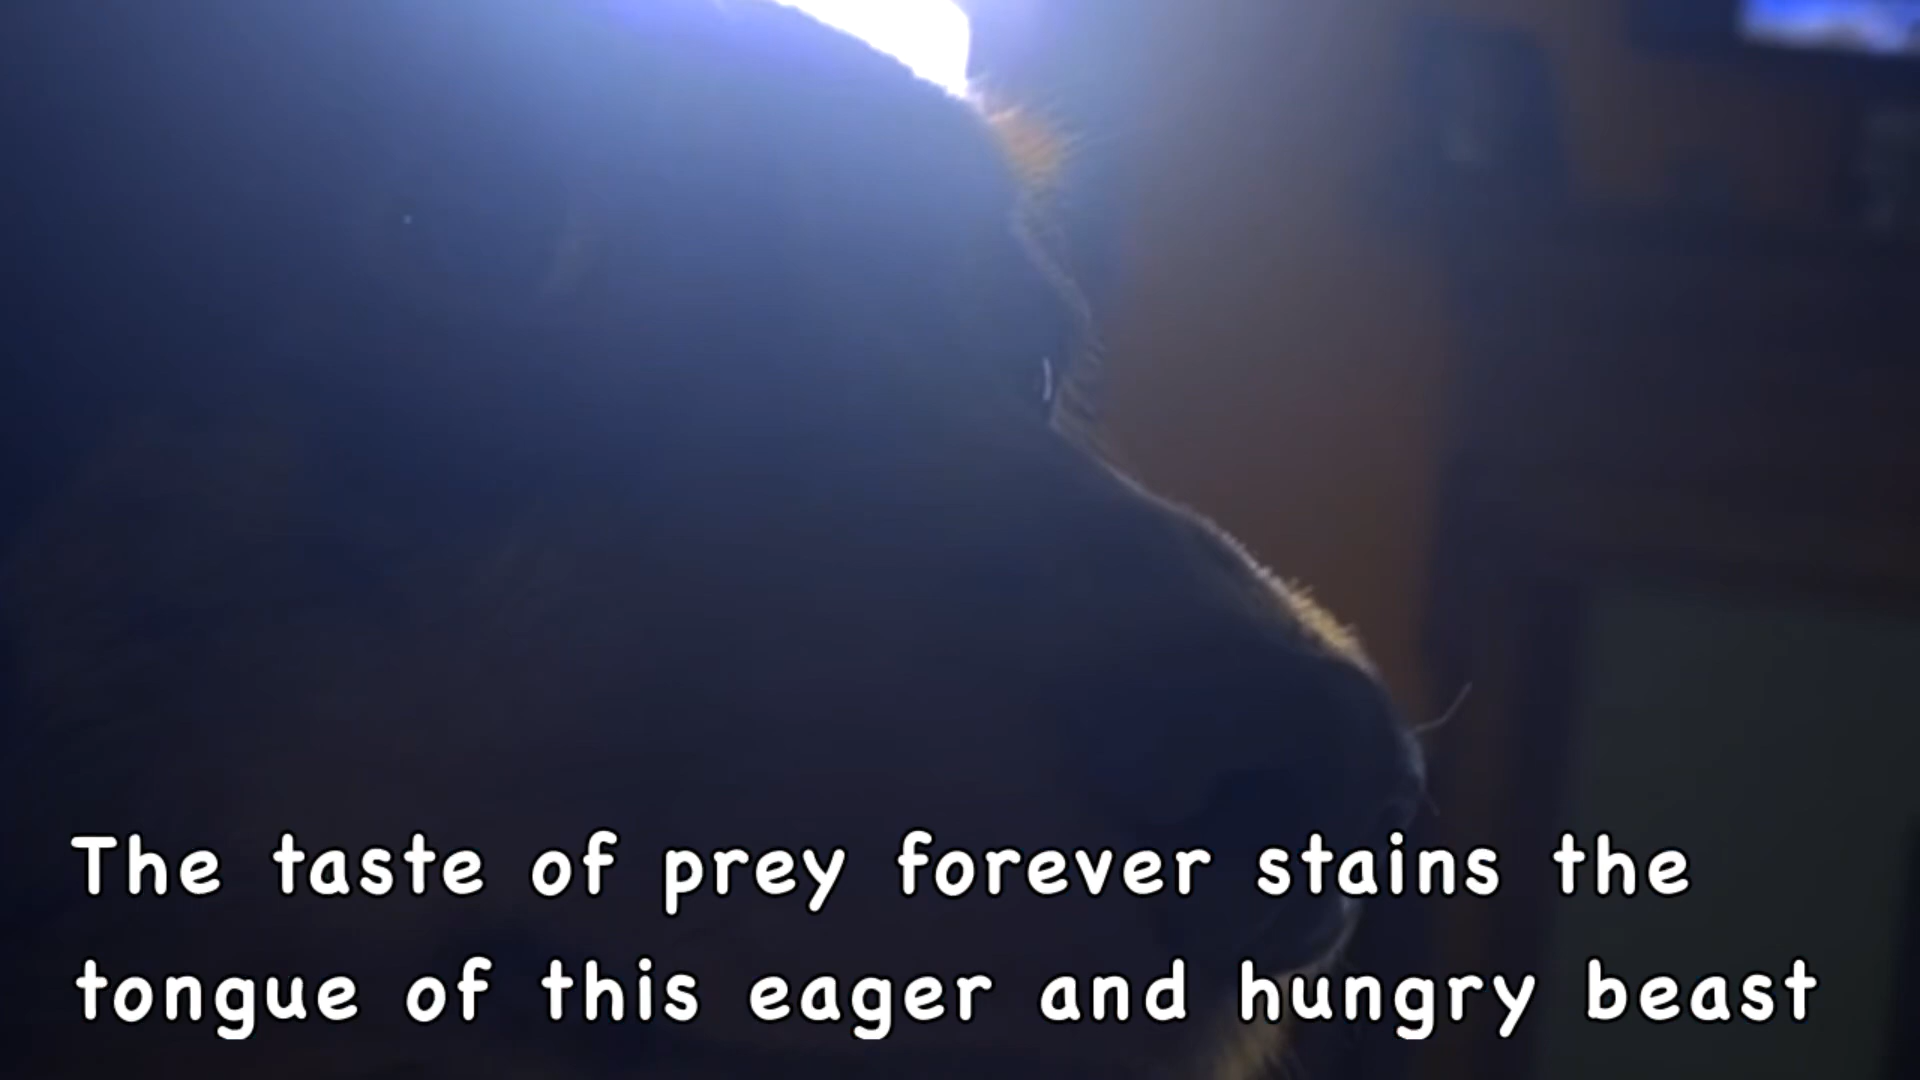 The taste of prey forever stains the
tongue of this eager and hungry beast